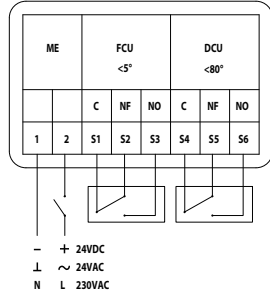 ME FCU DCU
<5° <80°
C NF NO C NF NO
1 2 S1 S2 S3 S4 S5 S6
− + 24VDC
⊥ ~ 24VAC
N L 230VAC